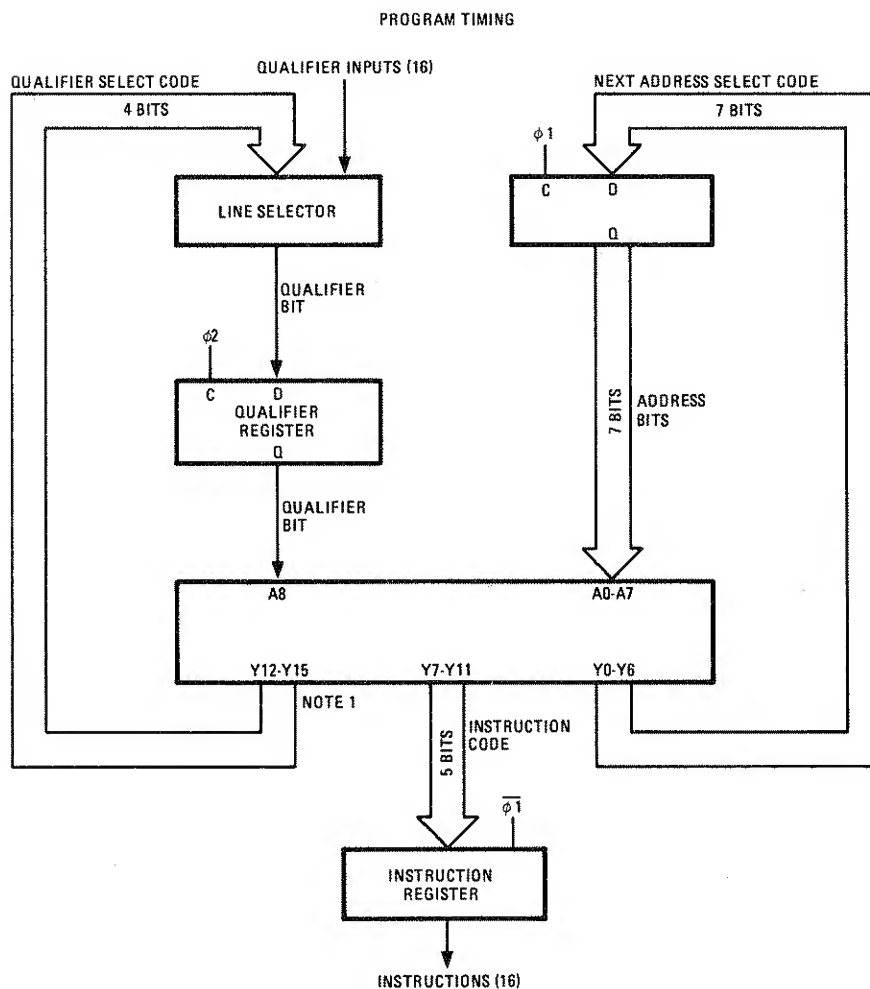 PROGRAM TIMING
QUALIFIER SELECT CODE
QUALIFIER INPUTS (16)
NEXT ADDRESS SELECT CODE
4 BITS
7 BITS
ϕ1
C D
Q
LINE SELECTOR
QUALIFIER
BIT
ϕ2
C D
QUALIFIER
REGISTER
Q
7 BITS
ADDRESS
BITS
QUALIFIER
BIT
A8
A0-A7
Y12-Y15
Y7-Y11
Y0-Y6
NOTE 1
5 BITS
INSTRUCTION
CODE
ϕ̅1̅
INSTRUCTION
REGISTER
INSTRUCTIONS (16)